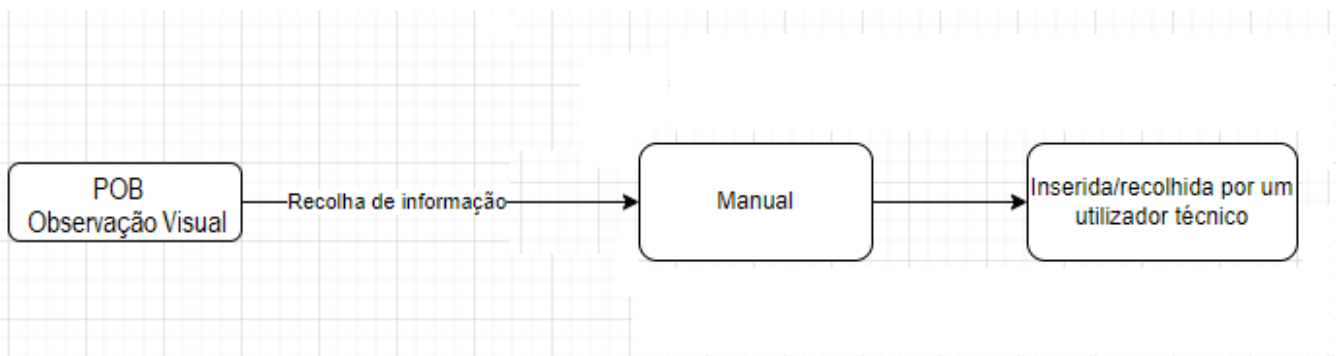 POB
Observação Visual
Recolha de informação
Manual
Inserida/recolhida por um
utilizador técnico